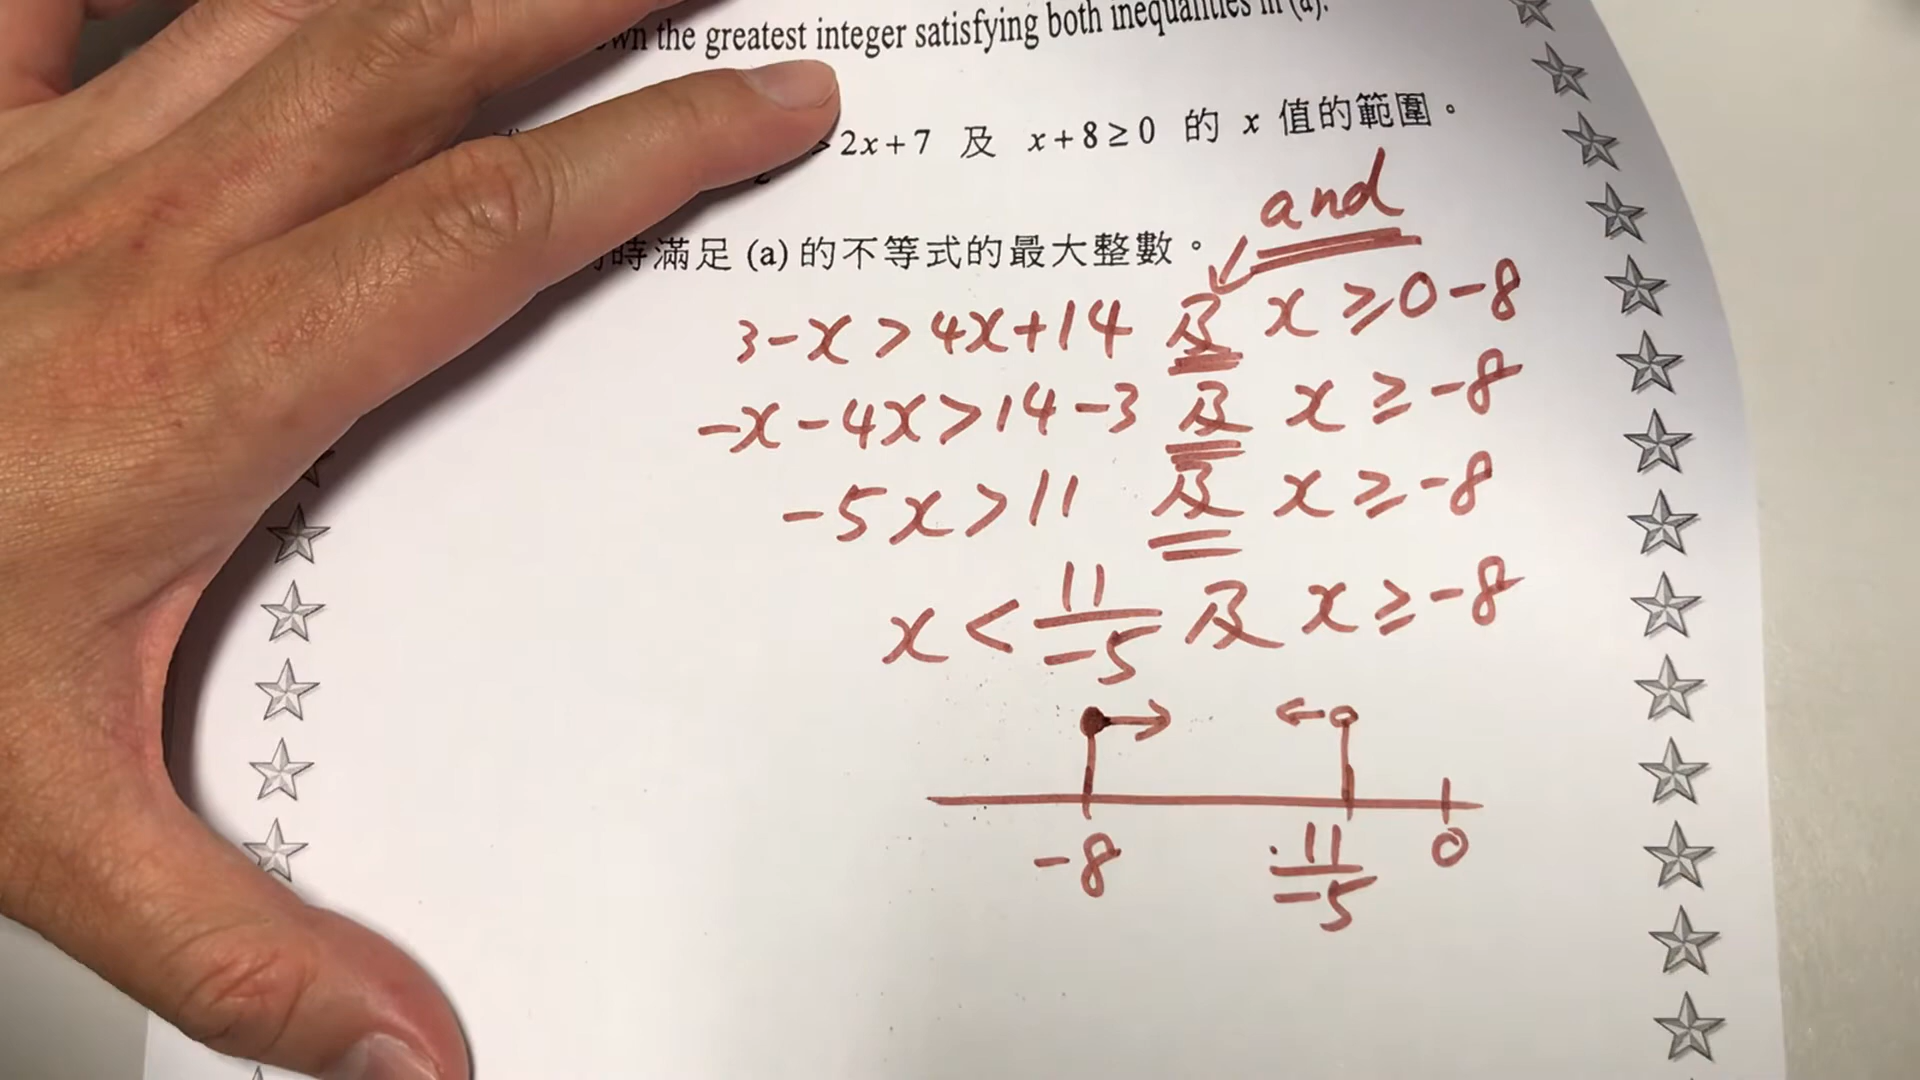 the greatest integer satisfying both inequalities in (a).
> 2x+7 及 x+8≥0 的 x 值的範圍。
2
時滿足 (a) 的不等式的最大整數。
and
3-x>4x+14 及 x≥0-8
-x-4x>14-3 及 x≥-8
-5x>11 及 x≥-8
x<11/-5 及 x≥-8
-8 11/-5 0